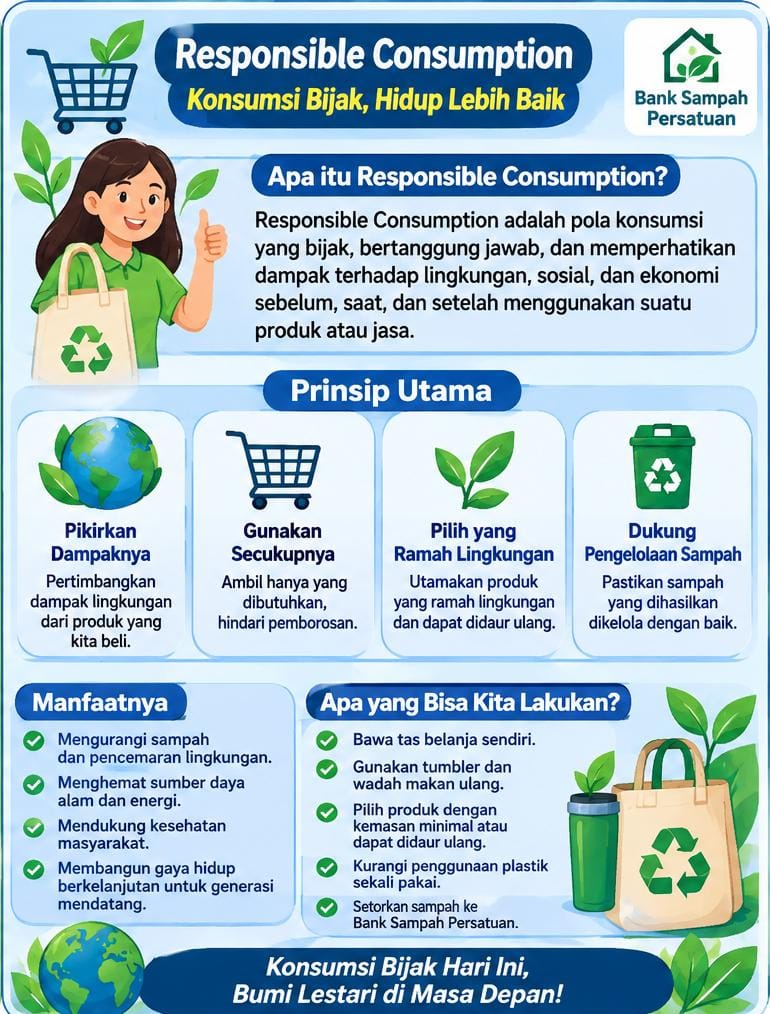 Responsible Consumption
Konsumsi Bijak, Hidup Lebih Baik
Bank Sampah
Persatuan
Apa itu Responsible Consumption?
Responsible Consumption adalah pola konsumsi
yang bijak, bertanggung jawab, dan memperhatikan
dampak terhadap lingkungan, sosial, dan ekonomi
sebelum, saat, dan setelah menggunakan suatu
produk atau jasa.
Prinsip Utama
Pikirkan
Dampaknya
Pertimbangkan
dampak lingkungan
dari produk yang
kita beli.
Gunakan
Secukupnya
Ambil hanya yang
dibutuhkan,
hindari pemborosan.
Pilih yang
Ramah Lingkungan
Utamakan produk
yang ramah lingkungan
dan dapat didaur ulang.
Dukung
Pengelolaan Sampah
Pastikan sampah
yang dihasilkan
dikelola dengan baik.
Manfaatnya
Mengurangi sampah
dan pencemaran lingkungan.
Menghemat sumber daya
alam dan energi.
Mendukung kesehatan
masyarakat.
Membangun gaya hidup
berkelanjutan untuk generasi
mendatang.
Apa yang Bisa Kita Lakukan?
Bawa tas belanja sendiri.
Gunakan tumbler dan
wadah makan ulang.
Pilih produk dengan
kemasan minimal atau
dapat didaur ulang.
Kurangi penggunaan plastik
sekali pakai.
Setorkan sampah ke
Bank Sampah Persatuan.
Konsumsi Bijak Hari Ini,
Bumi Lestari di Masa Depan!